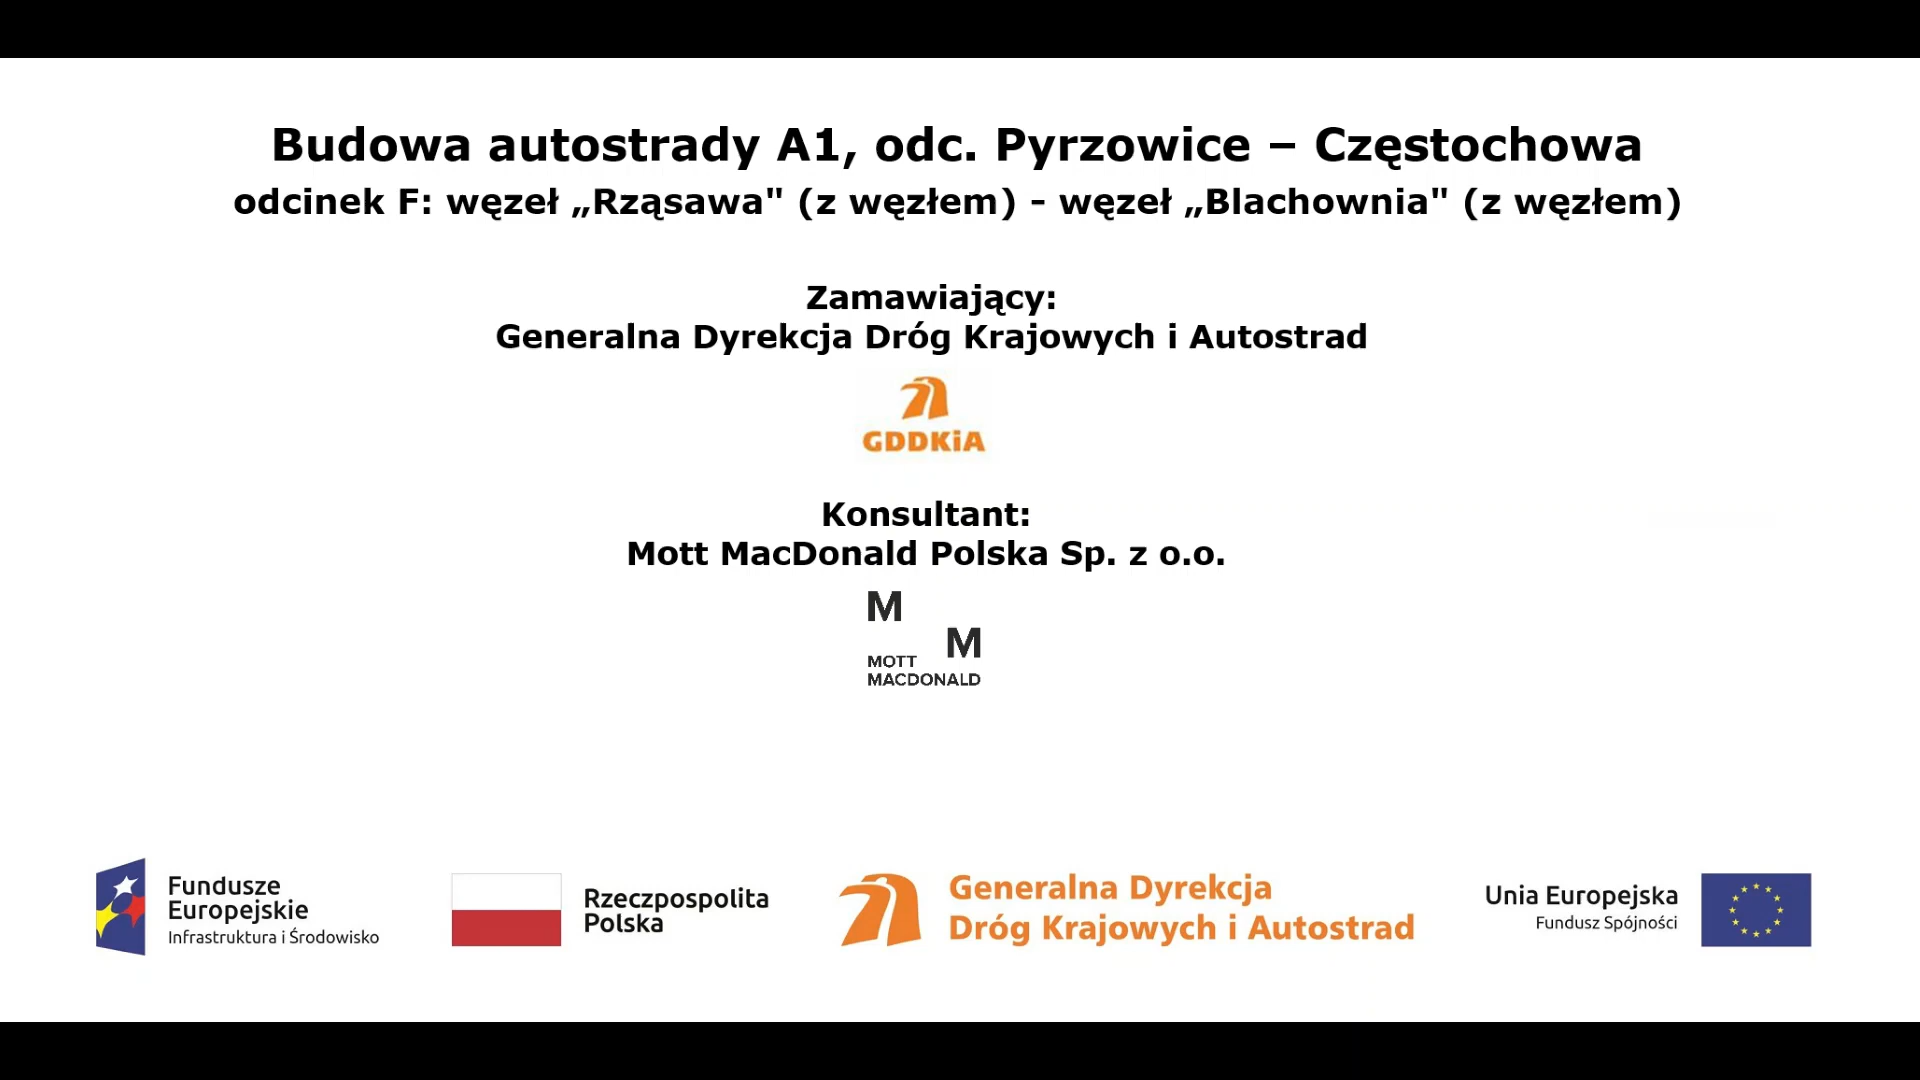 Budowa autostrady A1, odc. Pyrzowice – Częstochowa
odcinek F: węzeł „Rząsawa" (z węzłem) - węzeł „Blachownia" (z węzłem)
Zamawiający:
Generalna Dyrekcja Dróg Krajowych i Autostrad
GDDKiA
Konsultant:
Mott MacDonald Polska Sp. z o.o.
M
M
MOTT
MACDONALD
Fundusze
Europejskie
Infrastruktura i Środowisko
Rzeczpospolita
Polska
Generalna Dyrekcja
Dróg Krajowych i Autostrad
Unia Europejska
Fundusz Spójności